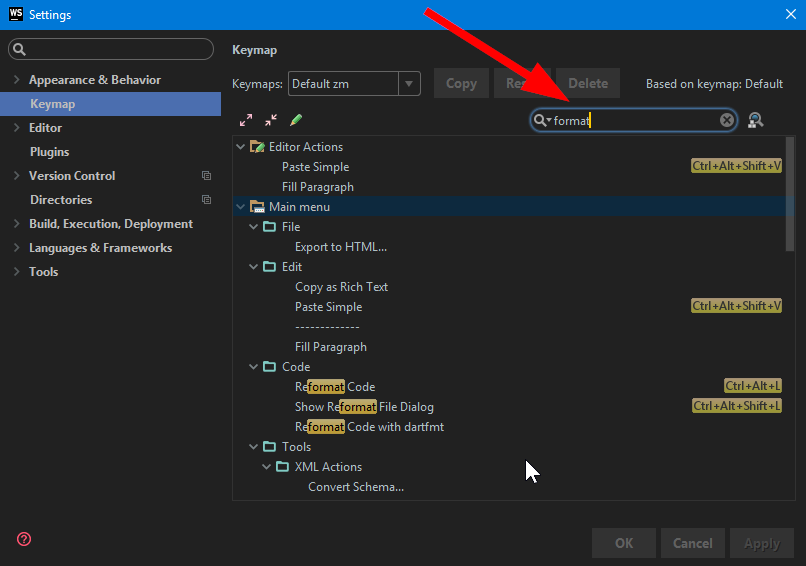 WS Settings
Keymap
Keymaps: Default zm Copy Delete Based on keymap: Default
format
Appearance & Behavior
Keymap
Editor
Plugins
Version Control
Directories
Build, Execution, Deployment
Languages & Frameworks
Tools
Editor Actions
Paste Simple Ctrl+Alt+Shift+V
Fill Paragraph
Main menu
File
Export to HTML...
Edit
Copy as Rich Text
Paste Simple Ctrl+Alt+Shift+V
-------------
Fill Paragraph
Code
Reformat Code Ctrl+Alt+L
Show Reformat File Dialog Ctrl+Alt+Shift+L
Reformat Code with dartfmt
Tools
XML Actions
Convert Schema...
?
OK Cancel Apply